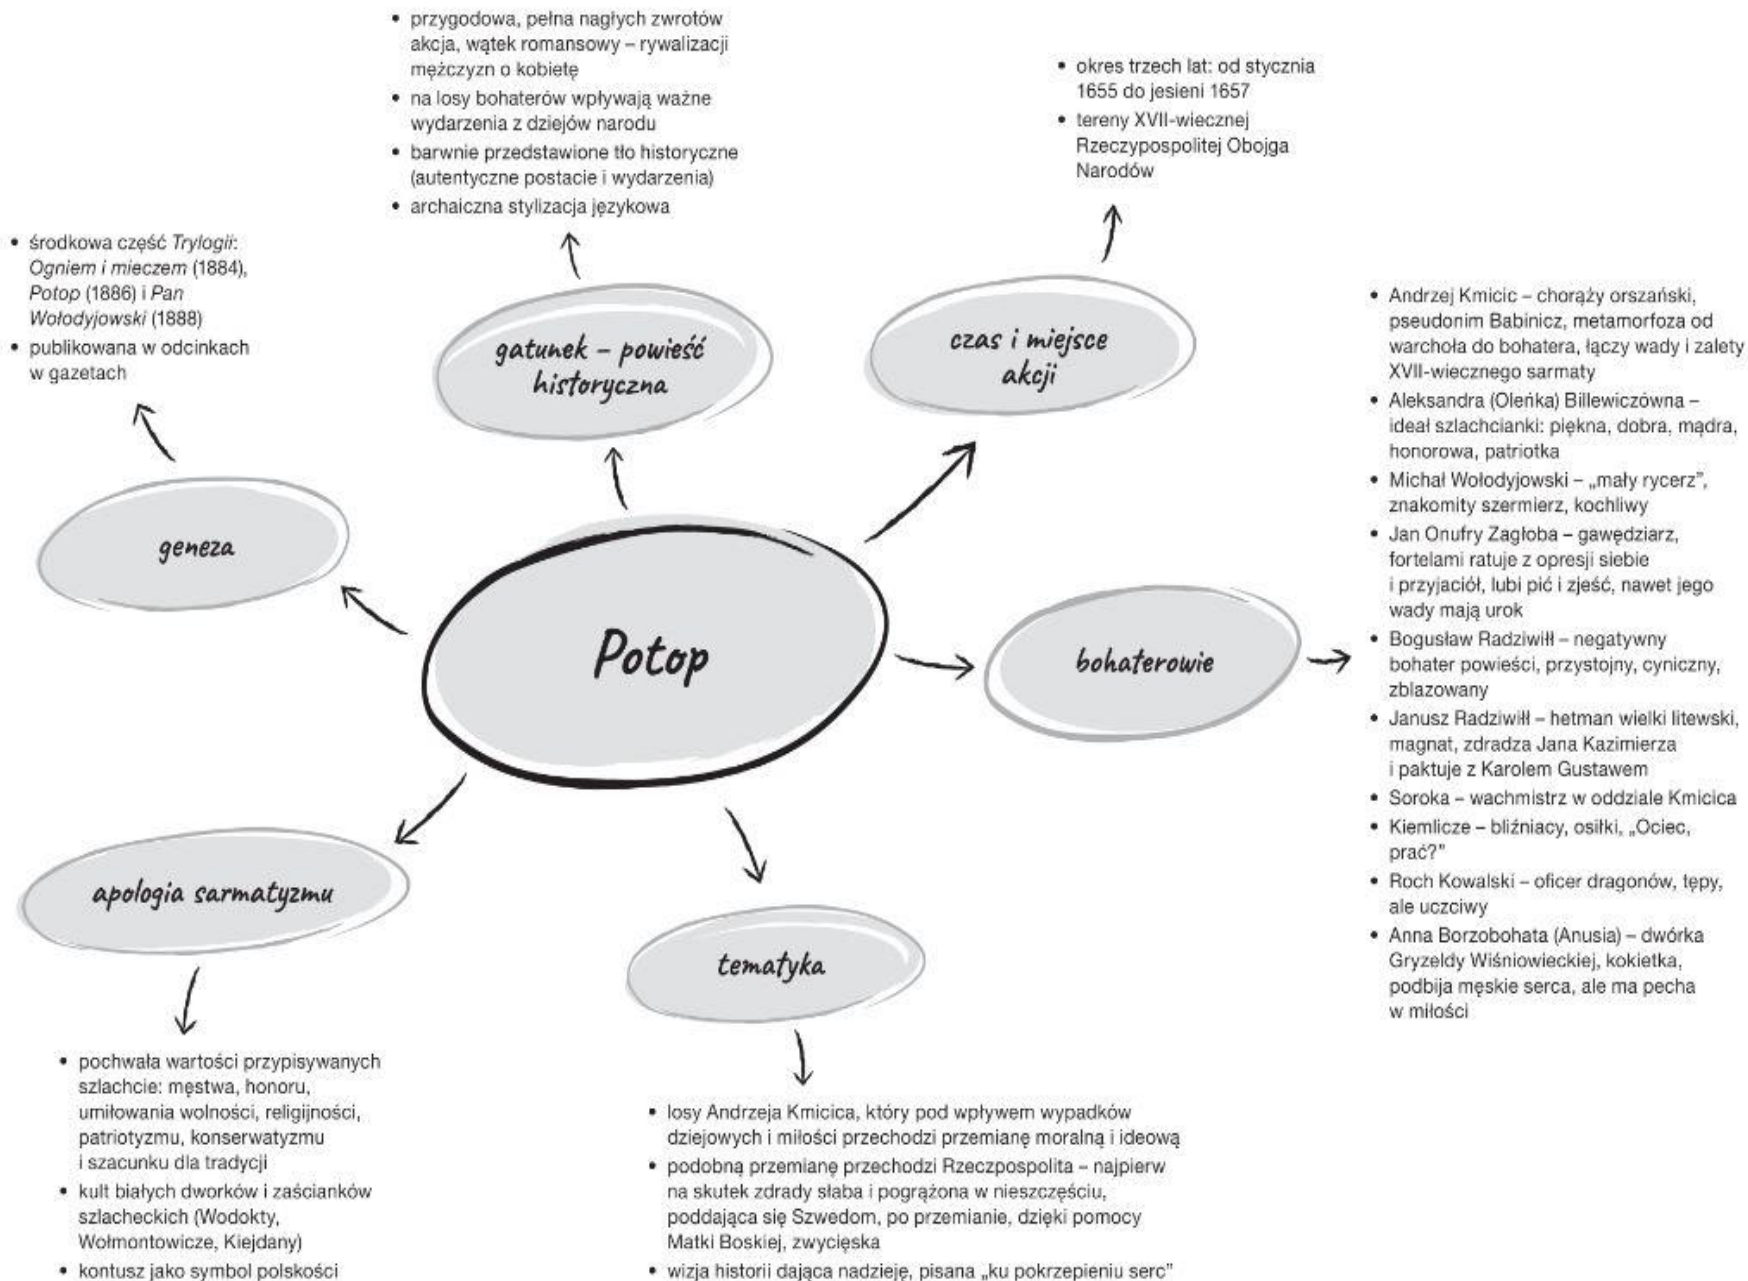 Potop
geneza
• środkowa część Trylogii:
Ogniem i mieczem (1884),
Potop (1886) i Pan
Wołodyjowski (1888)
• publikowana w odcinkach
w gazetach
gatunek – powieść
historyczna
• przygodowa, pełna nagłych zwrotów
akcja, wątek romansowy – rywalizacji
mężczyzn o kobietę
• na losy bohaterów wpływają ważne
wydarzenia z dziejów narodu
• barwnie przedstawione tło historyczne
(autentyczne postacie i wydarzenia)
• archaiczna stylizacja językowa
czas i miejsce
akcji
• okres trzech lat: od stycznia
1655 do jesieni 1657
• tereny XVII-wiecznej
Rzeczypospolitej Obojga
Narodów
bohaterowie
• Andrzej Kmicic – chorąży orszański,
pseudonim Babinicz, metamorfoza od
warchoła do bohatera, łączy wady i zalety
XVII-wiecznego sarmaty
• Aleksandra (Oleńka) Billewiczówna –
ideał szlachcianki: piękna, dobra, mądra,
honorowa, patriotka
• Michał Wołodyjowski – „mały rycerz”,
znakomity szermierz, kochliwy
• Jan Onufry Zagłoba – gawędziarz,
fortelami ratuje z opresji siebie
i przyjaciół, lubi pić i zjeść, nawet jego
wady mają urok
• Bogusław Radziwiłł – negatywny
bohater powieści, przystojny, cyniczny,
zblazowany
• Janusz Radziwiłł – hetman wielki litewski,
magnat, zdradza Jana Kazimierza
i paktuje z Karolem Gustawem
• Soroka – wachmistrz w oddziale Kmicica
• Kiemlicze – bliźniacy, osiłki, „Ociec,
prać?”
• Roch Kowalski – oficer dragonów, tępy,
ale uczciwy
• Anna Borzobohata (Anusia) – dwórka
Gryzeldy Wiśniowieckiej, kokietka,
podbija męskie serca, ale ma pecha
w miłości
tematyka
• losy Andrzeja Kmicica, który pod wpływem wypadków
dziejowych i miłości przechodzi przemianę moralną i ideową
• podobną przemianę przechodzi Rzeczpospolita – najpierw
na skutek zdrady słaba i pogrążona w nieszczęściu,
poddająca się Szwedom, po przemianie, dzięki pomocy
Matki Boskiej, zwycięska
• wizja historii dająca nadzieję, pisana „ku pokrzepieniu serc”
apologia sarmatyzmu
• pochwała wartości przypisywanych
szlachcie: męstwa, honoru,
umiłowania wolności, religijności,
patriotyzmu, konserwatyzmu
i szacunku dla tradycji
• kult białych dworków i zaścianków
szlacheckich (Wodokty,
Wołmontowicze, Kiejdany)
• kontusz jako symbol polskości